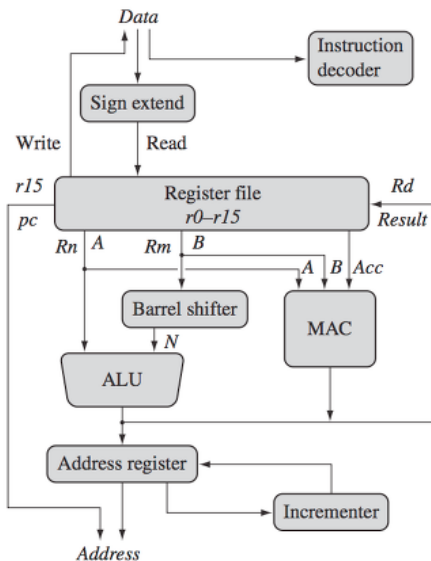 Data
Instruction
decoder
Sign extend
Write
Read
r15
Register file
Rd
pc
r0–r15
Result
Rn
A
Rm
B
A
B
Acc
Barrel shifter
MAC
N
ALU
Address register
Incrementer
Address